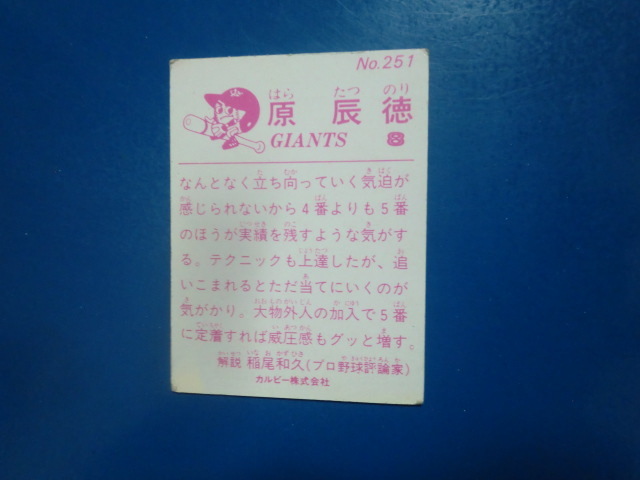 No.251
はら たつ のり
原 辰 徳
GIANTS 8
なんとなく立ち向っていく気迫が
感じられないから4番よりも5番
のほうが実績を残すような気がす
る。テクニックも上達したが、追
いこまれるとただ当てにいくのが
気がかり。大物外人の加入で5番
に定着すれば威圧感もグッと増す。
解説 稲尾和久(プロ野球評論家)
カルビー株式会社